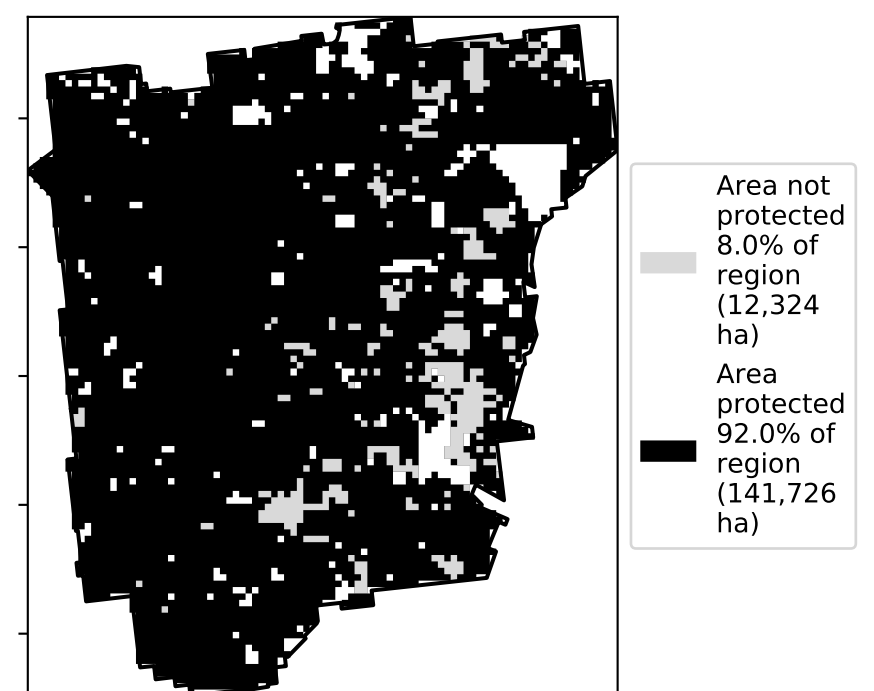 Area not
protected
8.0% of
region
(12,324
ha)
Area
protected
92.0% of
region
(141,726
ha)